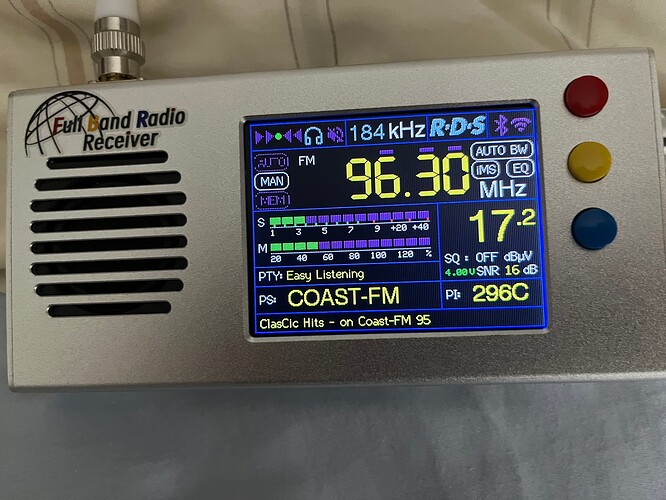 Full Band Radio
Receiver
184 kHz R·D·S
AUTO FM AUTO BW
MAN 96.30 iMS EQ
MEM MHz
S 1 3 5 7 9 +20 +40
17.2
M 20 40 60 80 100 120 %
SQ: OFF dBµV
4.00V SNR 16 dB
PTY: Easy Listening
PS: COAST-FM PI: 296C
ClasCic Hits - on Coast-FM 95